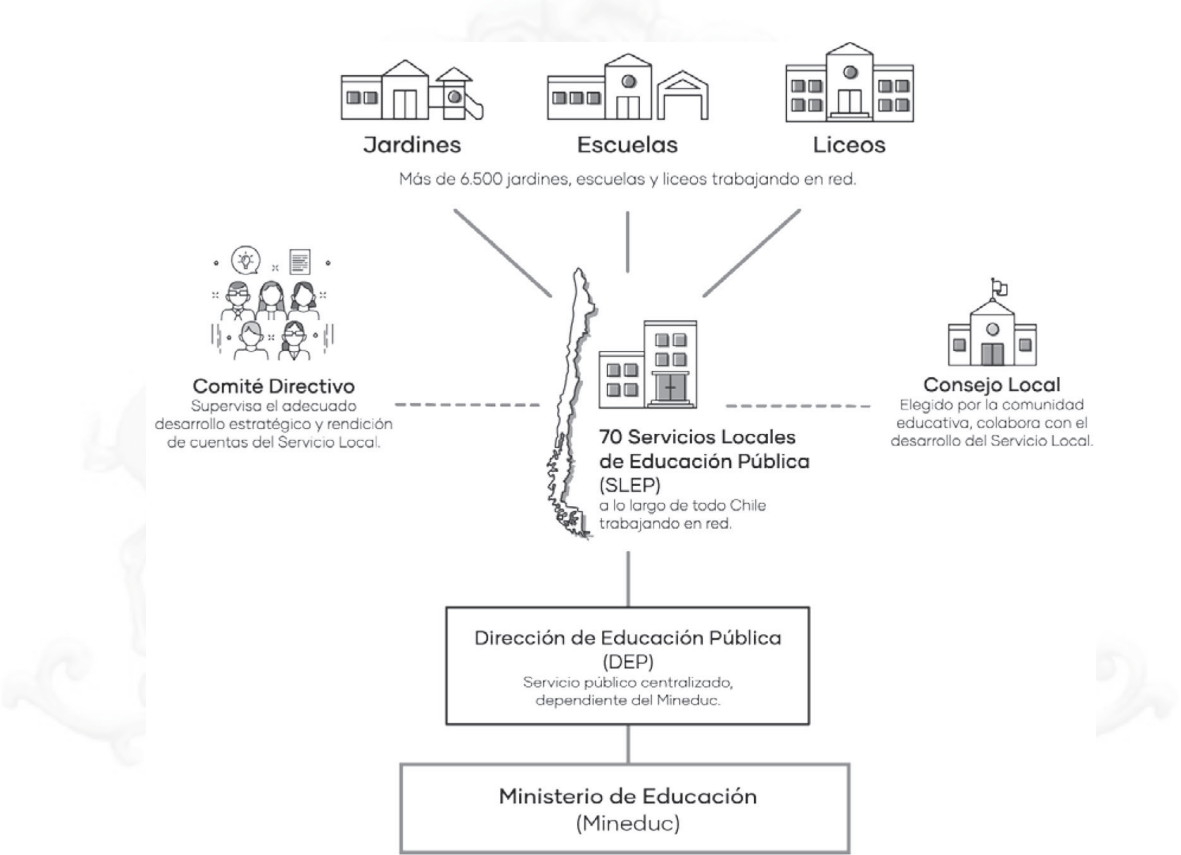 Jardines
Escuelas
Liceos
Más de 6.500 jardines, escuelas y liceos trabajando en red.
Comité Directivo
Supervisa el adecuado
desarrollo estratégico y rendición
de cuentas del Servicio Local.
70 Servicios Locales
de Educación Pública
(SLEP)
a lo largo de todo Chile
trabajando en red.
Consejo Local
Elegido por la comunidad
educativa, colabora con el
desarrollo del Servicio Local.
Dirección de Educación Pública
(DEP)
Servicio público centralizado,
dependiente del Mineduc.
Ministerio de Educación
(Mineduc)